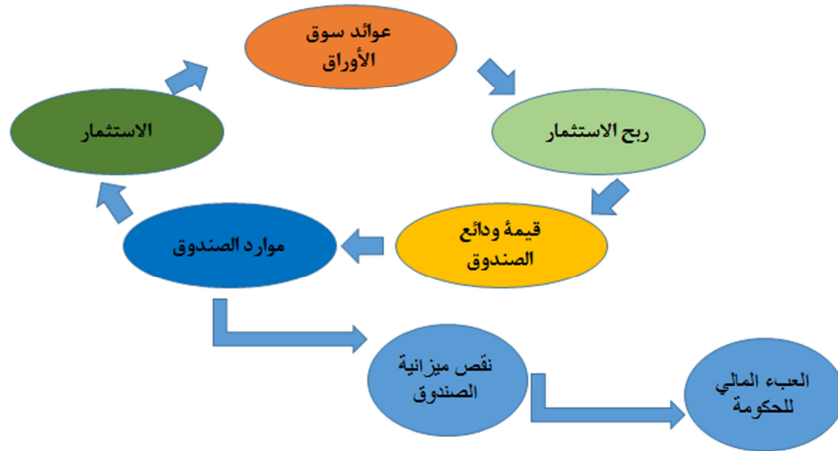 عوائد سوق
الأوراق
الاستثمار
ربح الاستثمار
موارد الصندوق
قيمة ودائع
الصندوق
نقص ميزانية
الصندوق
العبء المالي
للحكومة